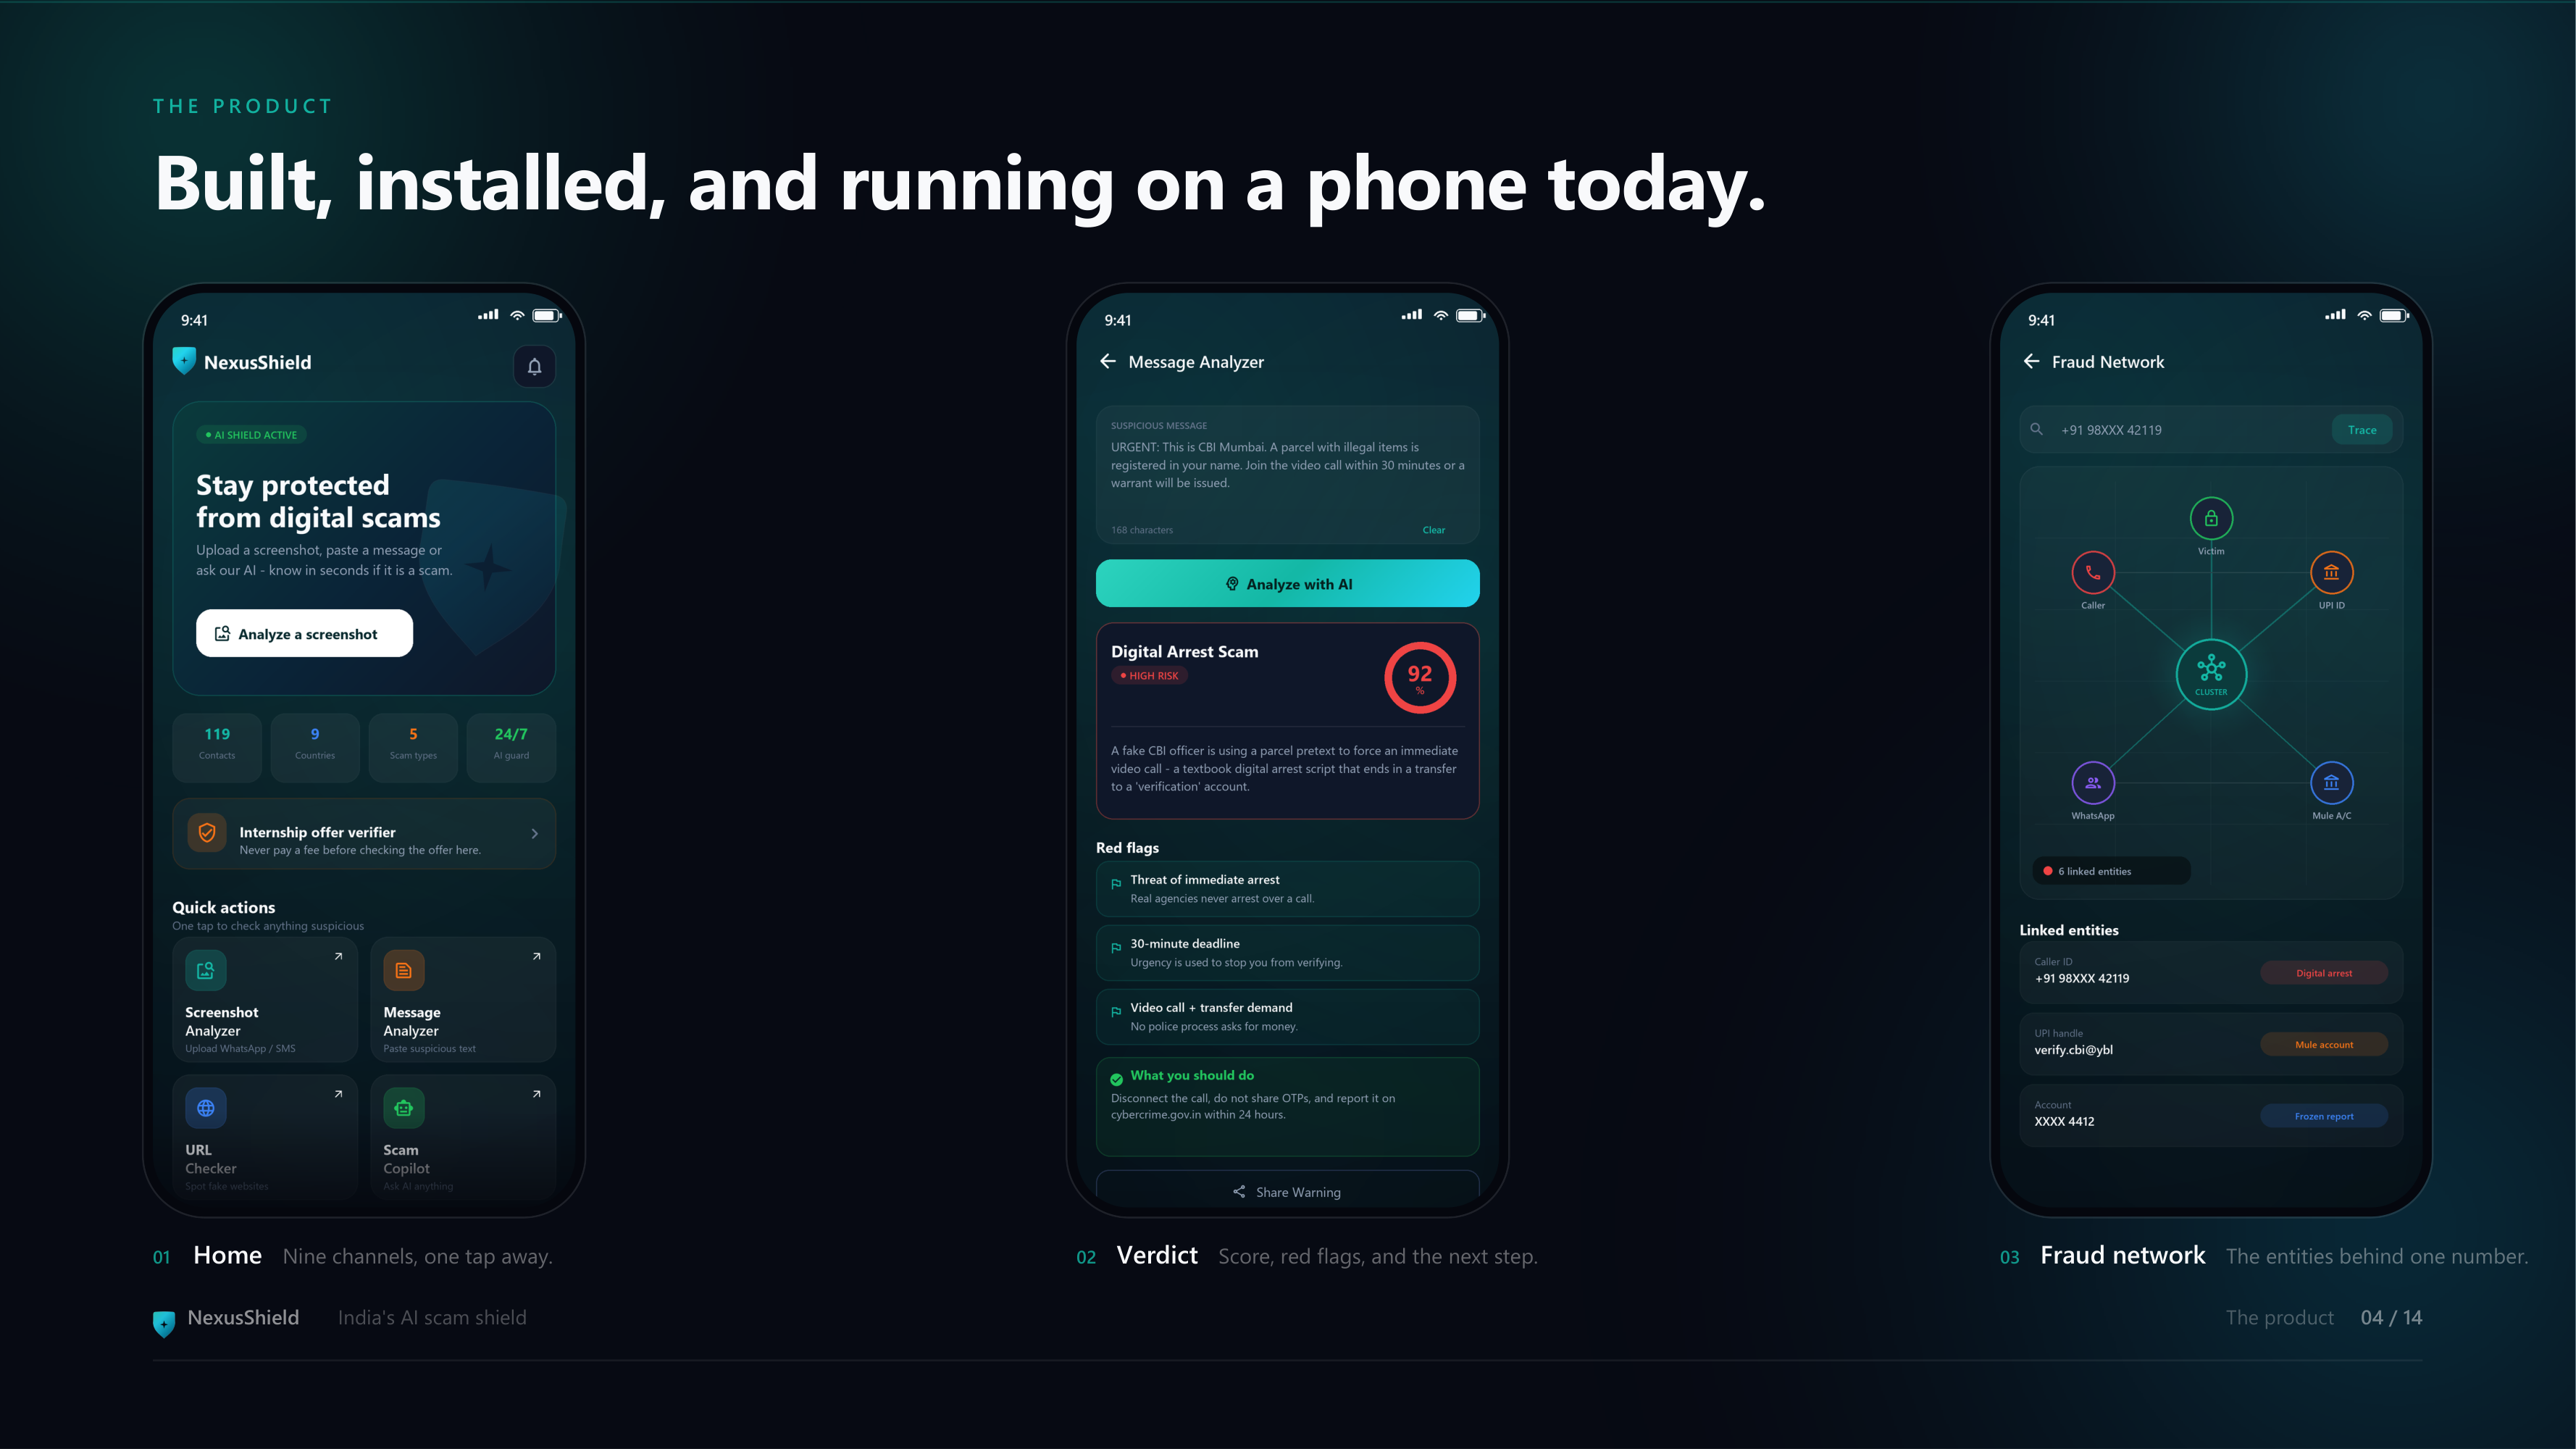 THE PRODUCT
Built, installed, and running on a phone today.
9:41
NexusShield
AI SHIELD ACTIVE
Stay protected
from digital scams
Upload a screenshot, paste a message or
ask our AI - know in seconds if it is a scam.
Analyze a screenshot
119
Contacts
9
Countries
5
Scam types
24/7
AI guard
Internship offer verifier
Never pay a fee before checking the offer here.
Quick actions
One tap to check anything suspicious
Screenshot
Analyzer
Upload WhatsApp / SMS
Message
Analyzer
Paste suspicious text
URL
Checker
Spot fake websites
Scam
Copilot
Ask AI anything
01 Home Nine channels, one tap away.
9:41
Message Analyzer
SUSPICIOUS MESSAGE
URGENT: This is CBI Mumbai. A parcel with illegal items is
registered in your name. Join the video call within 30 minutes or a
warrant will be issued.
168 characters
Clear
Analyze with AI
Digital Arrest Scam
HIGH RISK
92
%
A fake CBI officer is using a parcel pretext to force an immediate
video call - a textbook digital arrest script that ends in a transfer
to a 'verification' account.
Red flags
Threat of immediate arrest
Real agencies never arrest over a call.
30-minute deadline
Urgency is used to stop you from verifying.
Video call + transfer demand
No police process asks for money.
What you should do
Disconnect the call, do not share OTPs, and report it on
cybercrime.gov.in within 24 hours.
Share Warning
02 Verdict Score, red flags, and the next step.
9:41
Fraud Network
+91 98XXX 42119
Trace
Victim
Caller
UPI ID
CLUSTER
WhatsApp
Mule A/C
6 linked entities
Linked entities
Caller ID
+91 98XXX 42119
Digital arrest
UPI handle
verify.cbi@ybl
Mule account
Account
XXXX 4412
Frozen report
03 Fraud network The entities behind one number.
NexusShield India's AI scam shield
The product 04 / 14